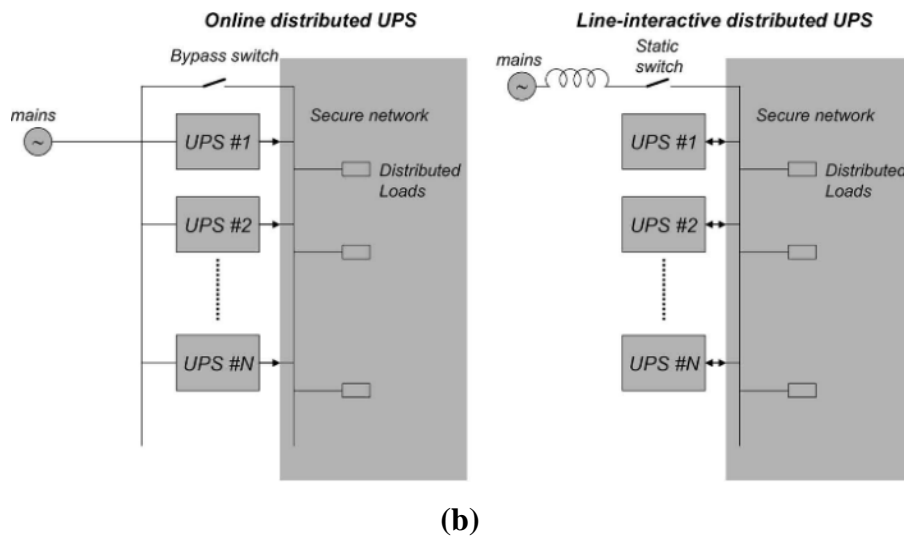 Online distributed UPS
Bypass switch
mains
~
UPS #1
UPS #2
UPS #N
Secure network
Distributed
Loads
Line-interactive distributed UPS
Static
switch
mains
~
UPS #1
UPS #2
UPS #N
Secure network
Distributed
Loads
(b)